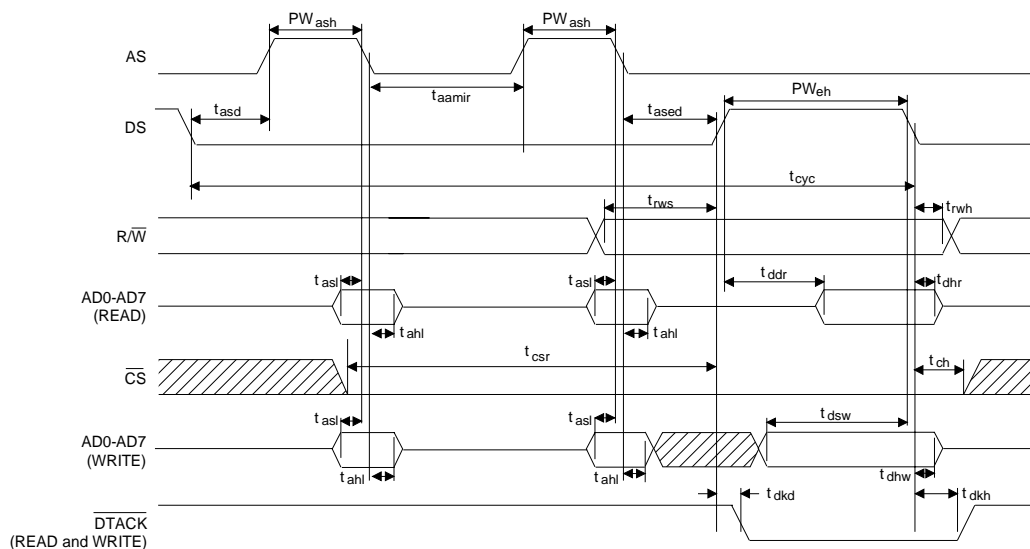 PW ash
PW ash
AS
t aamir
PW eh
t asd
t ased
DS
t cyc
t rws
t rwh
R/W̅
t asl
t asl
t ddr
t dhr
AD0-AD7
(READ)
t ahl
t ahl
t csr
t ch
C̅S̅
t asl
t asl
t dsw
AD0-AD7
(WRITE)
t ahl
t ahl
t dhw
t dkd
t dkh
D̅T̅A̅C̅K̅
(READ and WRITE)